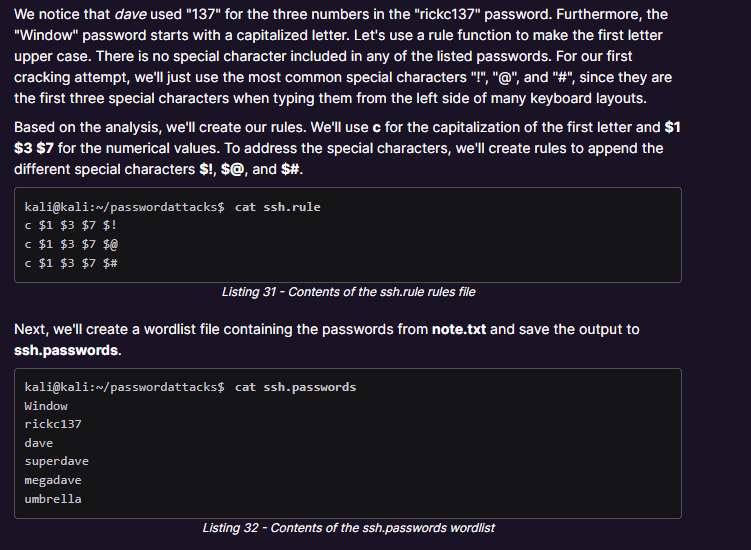 We notice that dave used "137" for the three numbers in the "rickc137" password. Furthermore, the
"Window" password starts with a capitalized letter. Let's use a rule function to make the first letter
upper case. There is no special character included in any of the listed passwords. For our first
cracking attempt, we'll just use the most common special characters "!", "@", and "#", since they are
the first three special characters when typing them from the left side of many keyboard layouts.
Based on the analysis, we'll create our rules. We'll use c for the capitalization of the first letter and $1
$3 $7 for the numerical values. To address the special characters, we'll create rules to append the
different special characters $!, $@, and $#.
kali@kali:~/passwordattacks$ cat ssh.rule
c $1 $3 $7 $!
c $1 $3 $7 $@
c $1 $3 $7 $#
Listing 31 - Contents of the ssh.rule rules file
Next, we'll create a wordlist file containing the passwords from note.txt and save the output to
ssh.passwords.
kali@kali:~/passwordattacks$ cat ssh.passwords
Window
rickc137
dave
superdave
megadave
umbrella
Listing 32 - Contents of the ssh.passwords wordlist